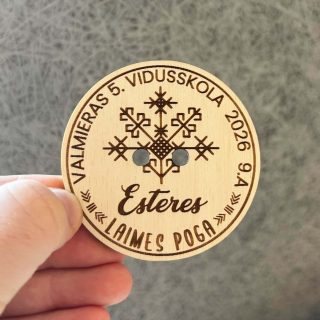 VALMIERAS 5. VIDUSSKOLA 2026 9.A
Esteres
LAIMES POGA